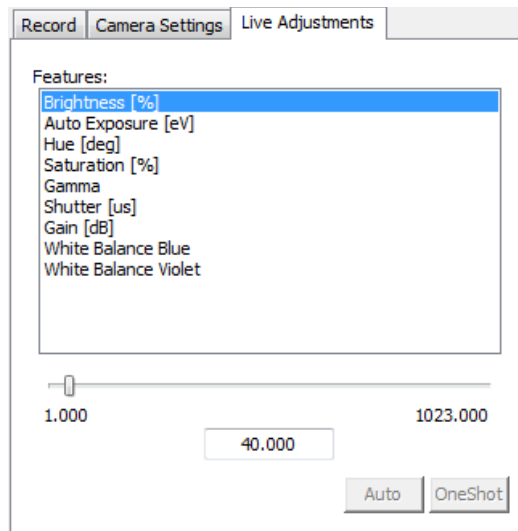 Record Camera Settings Live Adjustments
Features:
Brightness [%]
Auto Exposure [eV]
Hue [deg]
Saturation [%]
Gamma
Shutter [us]
Gain [dB]
White Balance Blue
White Balance Violet
1.000 1023.000
40.000
Auto OneShot